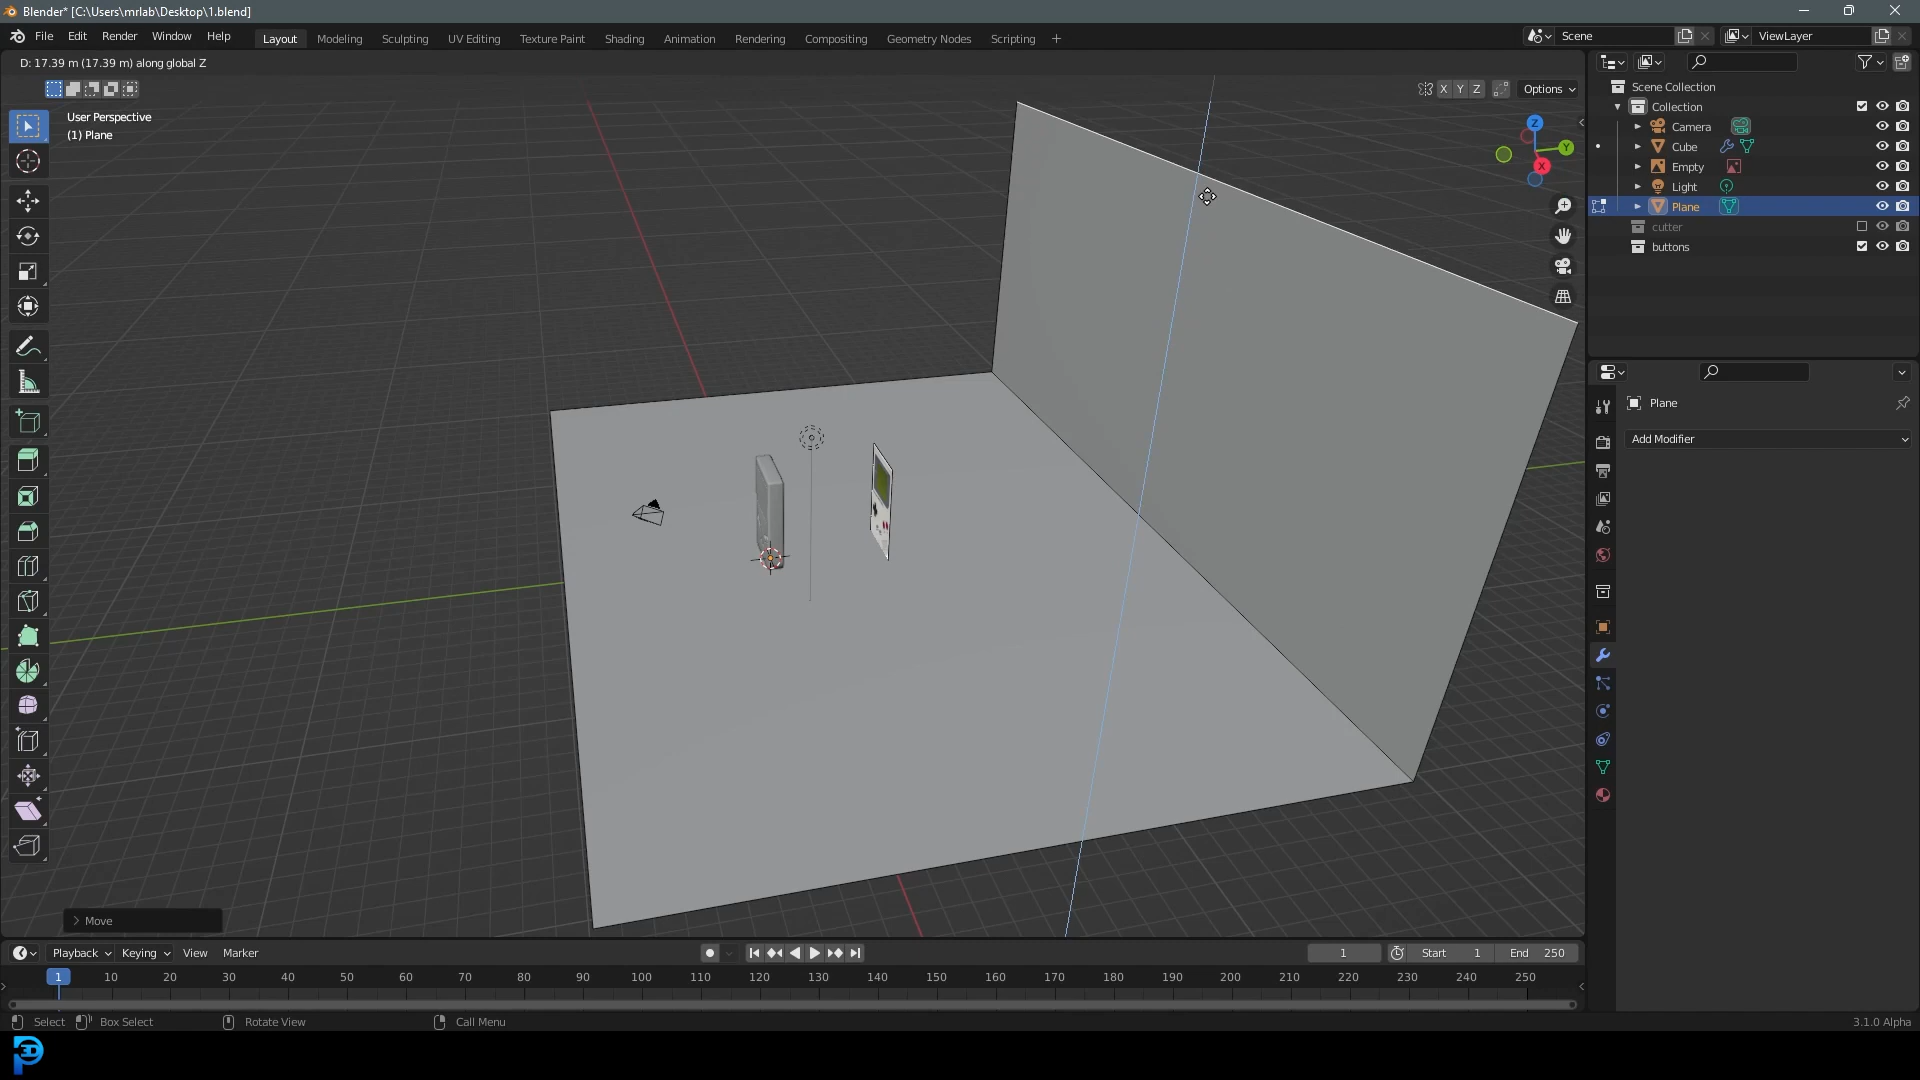 Blender* [C:\Users\mrlab\Desktop\1.blend]
File Edit Render Window Help Layout Modeling Sculpting UV Editing Texture Paint Shading Animation Rendering Compositing Geometry Nodes Scripting + Scene ViewLayer
D: 17.39 m (17.39 m) along global Z
X Y Z Options
User Perspective
(1) Plane
Z
Y
X
Scene Collection
Collection
Camera
Cube
Empty
Light
Plane
cutter
buttons
Plane
Add Modifier
Move
Playback Keying View Marker 1 Start 1 End 250
1 10 20 30 40 50 60 70 80 90 100 110 120 130 140 150 160 170 180 190 200 210 220 230 240 250
Select Box Select Rotate View Call Menu 3.1.0 Alpha
3D